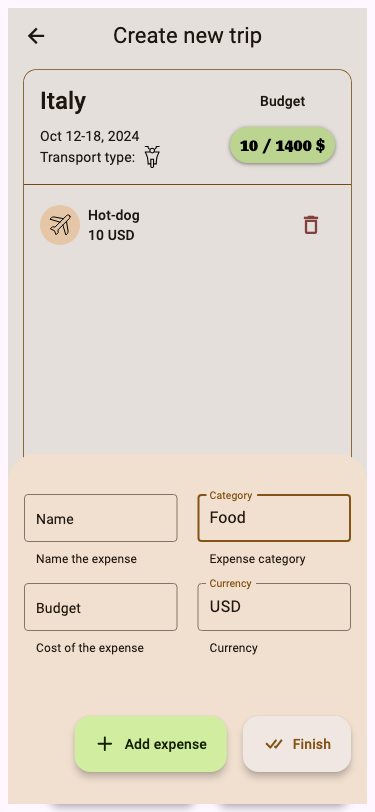 Create new trip
Italy
Budget
Oct 12-18, 2024
10 / 1400 $
Transport type:
Hot-dog
10 USD
Category
Name
Food
Name the expense
Expense category
Currency
Budget
USD
Cost of the expense
Currency
Add expense
Finish